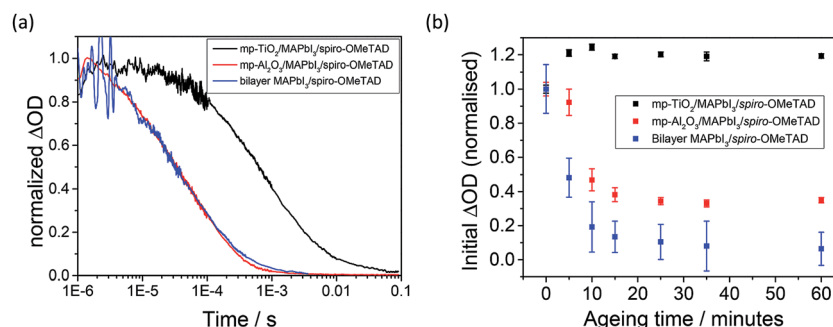 (a)
normalized ΔOD
1.0
0.8
0.6
0.4
0.2
0.0
mp-TiO2/MAPbI3/spiro-OMeTAD
mp-Al2O3/MAPbI3/spiro-OMeTAD
bilayer MAPbI3/spiro-OMeTAD
1E-6 1E-5 1E-4 1E-3 0.01 0.1
Time / s
(b)
Initial ΔOD (normalised)
1.2
1.0
0.8
0.6
0.4
0.2
0.0
mp-TiO2/MAPbI3/spiro-OMeTAD
mp-Al2O3/MAPbI3/spiro-OMeTAD
Bilayer MAPbI3/spiro-OMeTAD
0 10 20 30 40 50 60
Ageing time / minutes